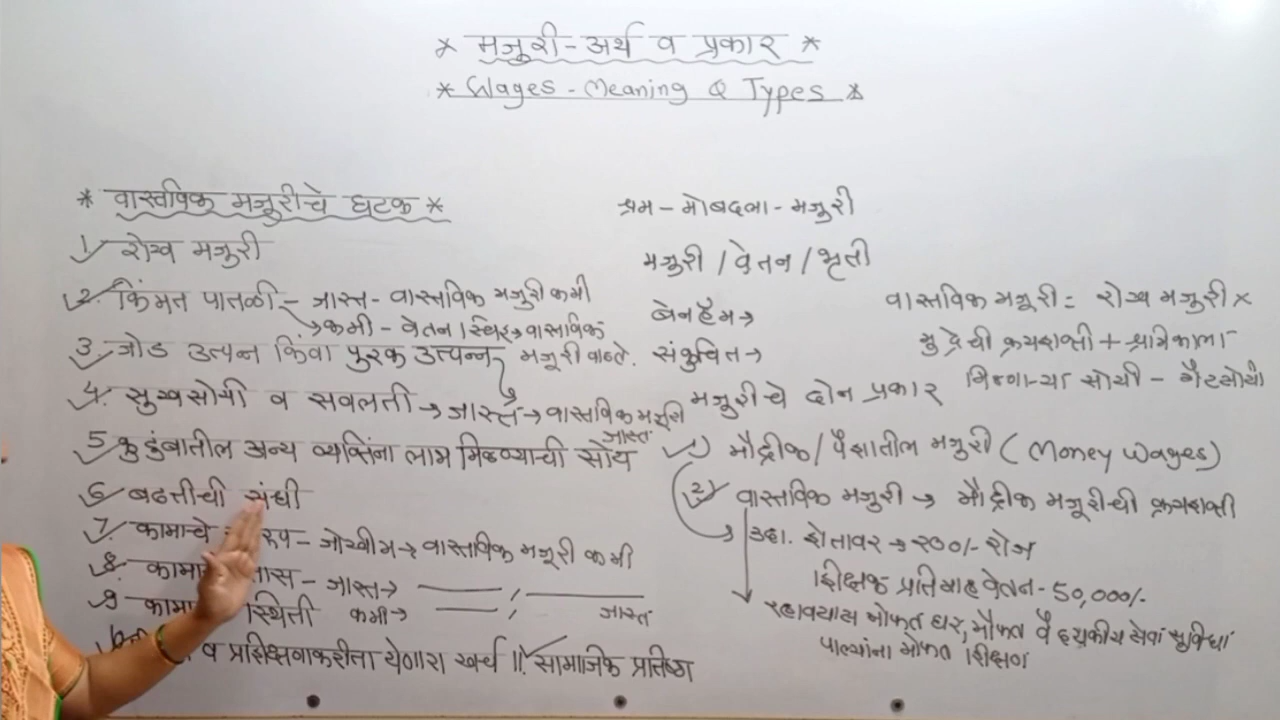 * मजुरी - अर्थ व प्रकार *
* Wages - Meaning & Types *
* वास्तविक मजुरीचे घटक *
1) रोख मजुरी
2. किंमत पातळी - जास्त - वास्तविक मजुरी कमी
→ कमी - वेतन स्थिर → वास्तविक
3. जोड उत्पन्न किंवा पुरक उत्पन्न मजुरी वाढते.
4. सुखसोयी व सवलती → जास्त → वास्तविक मजुरी
जास्त
5 कुटुंबातील अन्य व्यक्तिंना लाभ मिळण्याची सोय
6 बढतीची संधी
7. कामाचे रूप - जोखीम → वास्तविक मजुरी कमी
8. कामा तास - जास्त →
9 कामा स्थिती कमी → जास्त
व प्रशिक्षणाकरीता येणारा खर्च 11. सामाजिक प्रतिष्ठा
श्रम - मोबदला - मजुरी
मजुरी / वेतन / भृती
बेनहॅम →
संकुचित →
मजुरीचे दोन प्रकार
वास्तविक मजुरी = रोख मजुरी x
मुद्रेची क्रयशक्ती + श्रमिकाला
मिळणाऱ्या सोयी - गैरसोयी
1) मौद्रीक / पैशातील मजुरी ( Money Wages )
2) वास्तविक मजुरी → मौद्रीक मजुरीची क्रयशक्ती
उदा. शेतावर → २००/- रोज
शिक्षक प्रतिमाह वेतन - 50,000/-
रहावयास मोफत घर, मोफत वैद्यकीय सेवा सुविधा
पाल्यांना मोफत शिक्षण